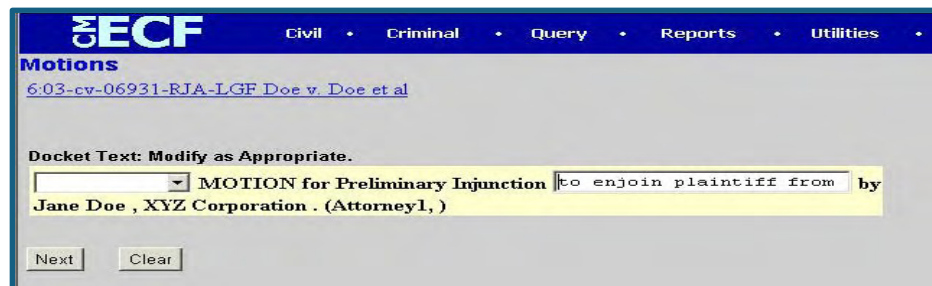 CM ECF Civil • Criminal • Query • Reports • Utilities •
Motions
6:03-cv-06931-RJA-LGF Doe v. Doe et al
Docket Text: Modify as Appropriate.
MOTION for Preliminary Injunction to enjoin plaintiff from by
Jane Doe , XYZ Corporation . (Attorney1, )
Next Clear